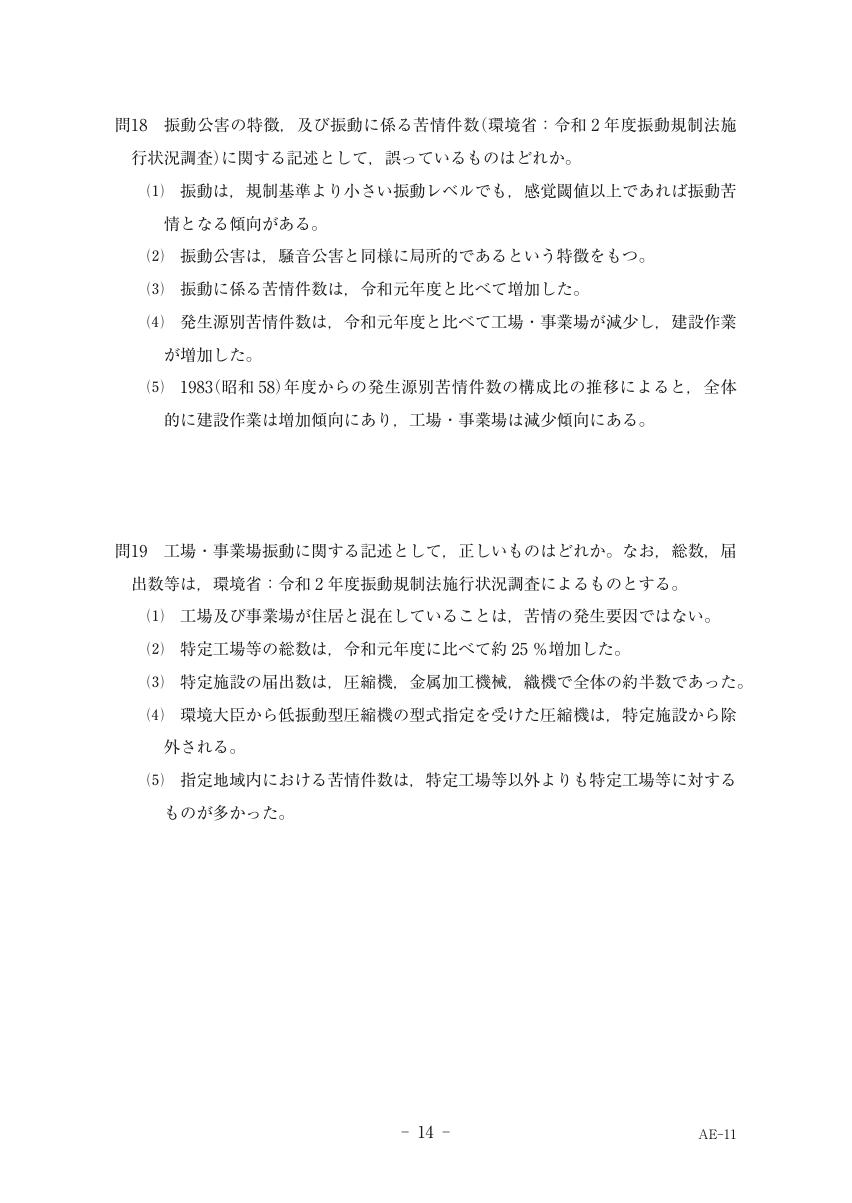 問18　振動公害の特徴，及び振動に係る苦情件数(環境省：令和２年度振動規制法施
行状況調査)に関する記述として，誤っているものはどれか。
⑴　振動は，規制基準より小さい振動レベルでも，感覚閾値以上であれば振動苦
情となる傾向がある。
⑵　振動公害は，騒音公害と同様に局所的であるという特徴をもつ。
⑶　振動に係る苦情件数は，令和元年度と比べて増加した。
⑷　発生源別苦情件数は，令和元年度と比べて工場・事業場が減少し，建設作業
が増加した。
⑸　1983(昭和 58)年度からの発生源別苦情件数の構成比の推移によると，全体
的に建設作業は増加傾向にあり，工場・事業場は減少傾向にある。
問19　工場・事業場振動に関する記述として，正しいものはどれか。なお，総数，届
出数等は，環境省：令和２年度振動規制法施行状況調査によるものとする。
⑴　工場及び事業場が住居と混在していることは，苦情の発生要因ではない。
⑵　特定工場等の総数は，令和元年度に比べて約 25 %増加した。
⑶　特定施設の届出数は，圧縮機，金属加工機械，織機で全体の約半数であった。
⑷　環境大臣から低振動型圧縮機の型式指定を受けた圧縮機は，特定施設から除
外される。
⑸　指定地域内における苦情件数は，特定工場等以外よりも特定工場等に対する
ものが多かった。
− 14 −
AE−11